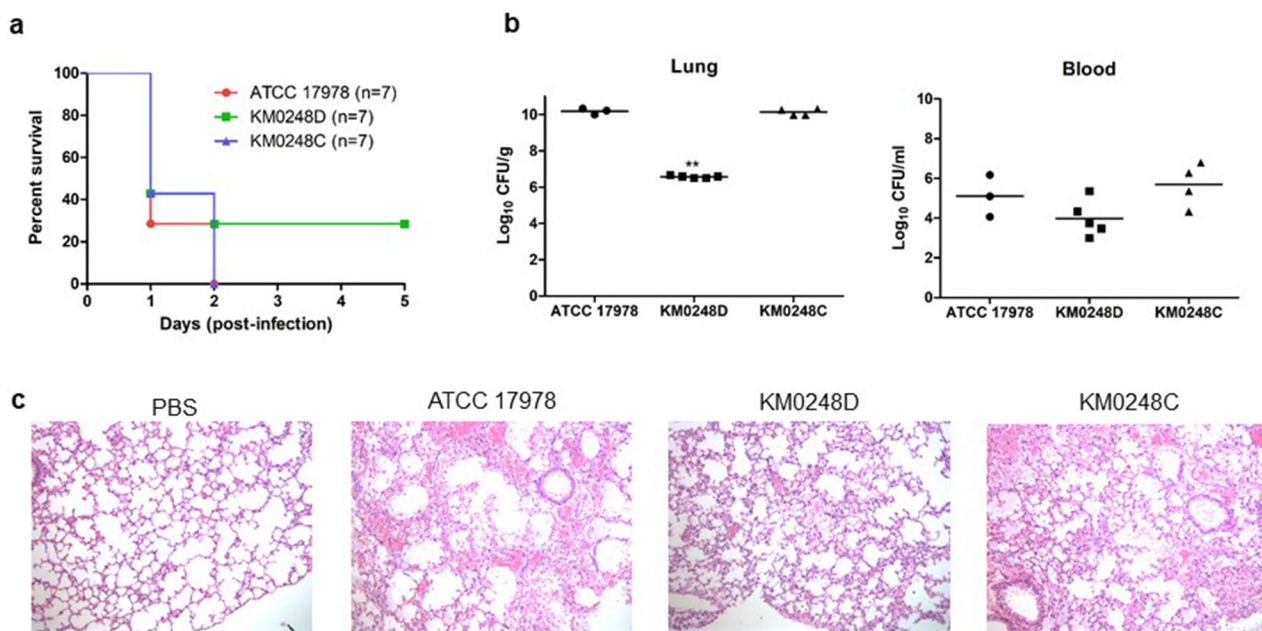 a
100
80
60
40
20
0
Percent survival
0 1 2 3 4 5
Days (post-infection)
ATCC 17978 (n=7)
KM0248D (n=7)
KM0248C (n=7)
b
Lung
10
8
6
4
2
0
Log10 CFU/g
**
ATCC 17978 KM0248D KM0248C
Blood
10
8
6
4
2
0
Log10 CFU/ml
ATCC 17978 KM0248D KM0248C
c
PBS
ATCC 17978
KM0248D
KM0248C